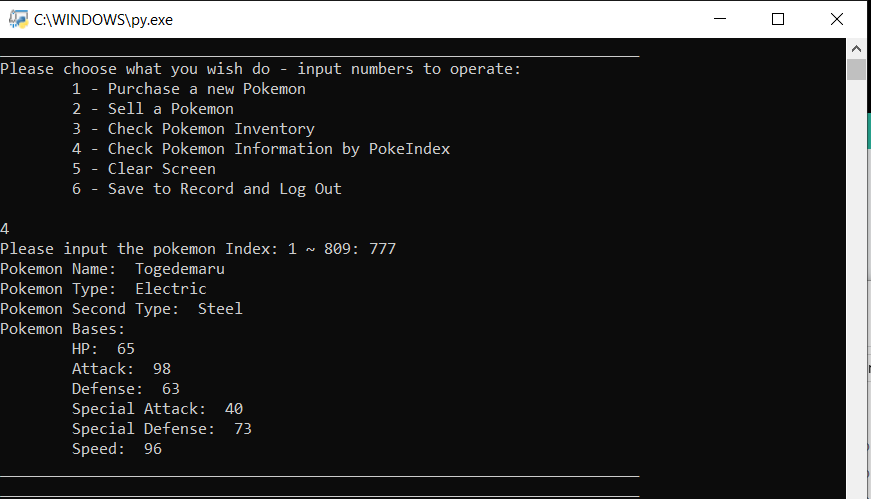 C:\WINDOWS\py.exe
Please choose what you wish do - input numbers to operate:
1 - Purchase a new Pokemon
2 - Sell a Pokemon
3 - Check Pokemon Inventory
4 - Check Pokemon Information by PokeIndex
5 - Clear Screen
6 - Save to Record and Log Out
4
Please input the pokemon Index: 1 ~ 809: 777
Pokemon Name:  Togedemaru
Pokemon Type:  Electric
Pokemon Second Type:  Steel
Pokemon Bases:
HP:  65
Attack:  98
Defense:  63
Special Attack:  40
Special Defense:  73
Speed:  96